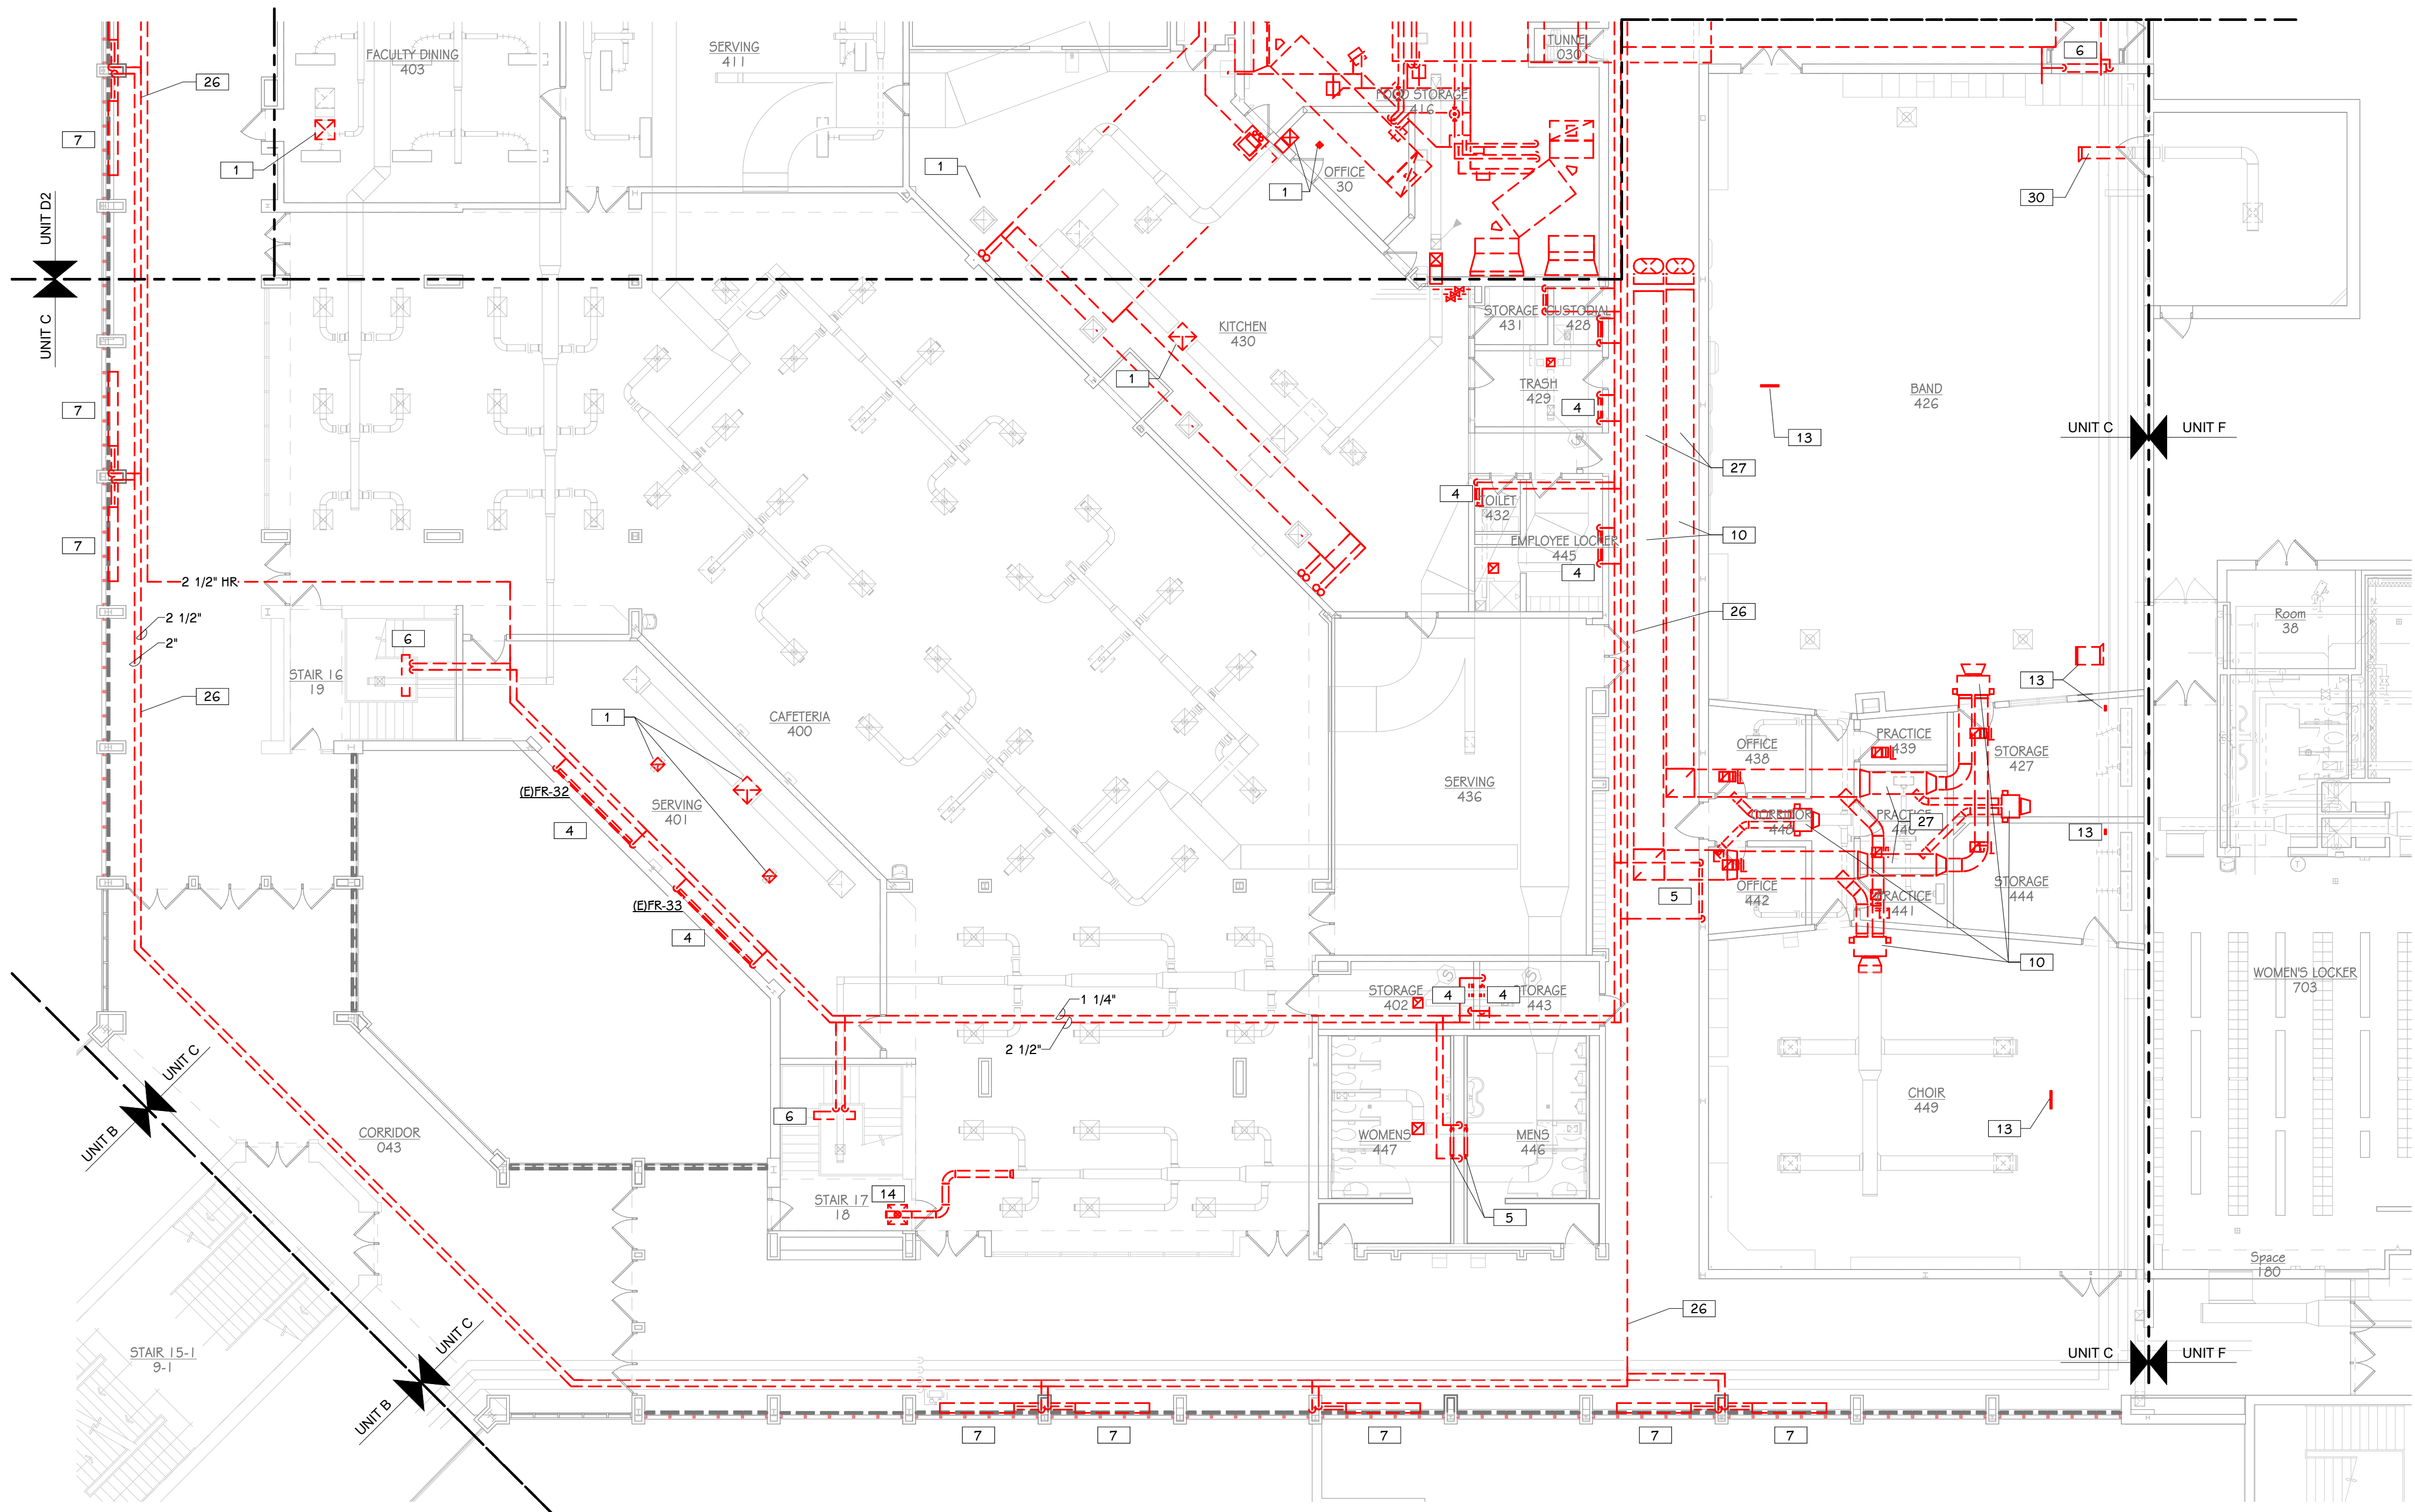 FACULTY DINING
403
SERVING
411
TUNNEL
030
6
26
7
1
1
FOOD STORAGE
416
OFFICE
30
1
30
UNIT D2
UNIT C
STORAGE
431
CUSTODIAL
428
KITCHEN
430
1
TRASH
429
4
BAND
426
13
7
UNIT C
UNIT F
27
4
TOILET
432
10
EMPLOYEE LOCKER
445
4
7
2 1/2" HR
2 1/2"
2"
6
26
Room
38
STAIR 16
19
26
13
1
CAFETERIA
400
OFFICE
438
PRACTICE
439
STORAGE
427
(E)FR-32
SERVING
401
4
SERVING
436
CORRIDOR
448
PRACTICE
440
27
13
5
OFFICE
442
PRACTICE
441
STORAGE
444
(E)FR-33
4
10
STORAGE
402
4
4
STORAGE
443
WOMEN'S LOCKER
703
1 1/4"
2 1/2"
UNIT C
UNIT B
CORRIDOR
043
6
CHOIR
449
13
WOMENS
447
MENS
446
STAIR 17
18
14
5
Space
180
26
STAIR 15-1
9-1
UNIT C
UNIT B
UNIT C
UNIT F
7
7
7
7
7